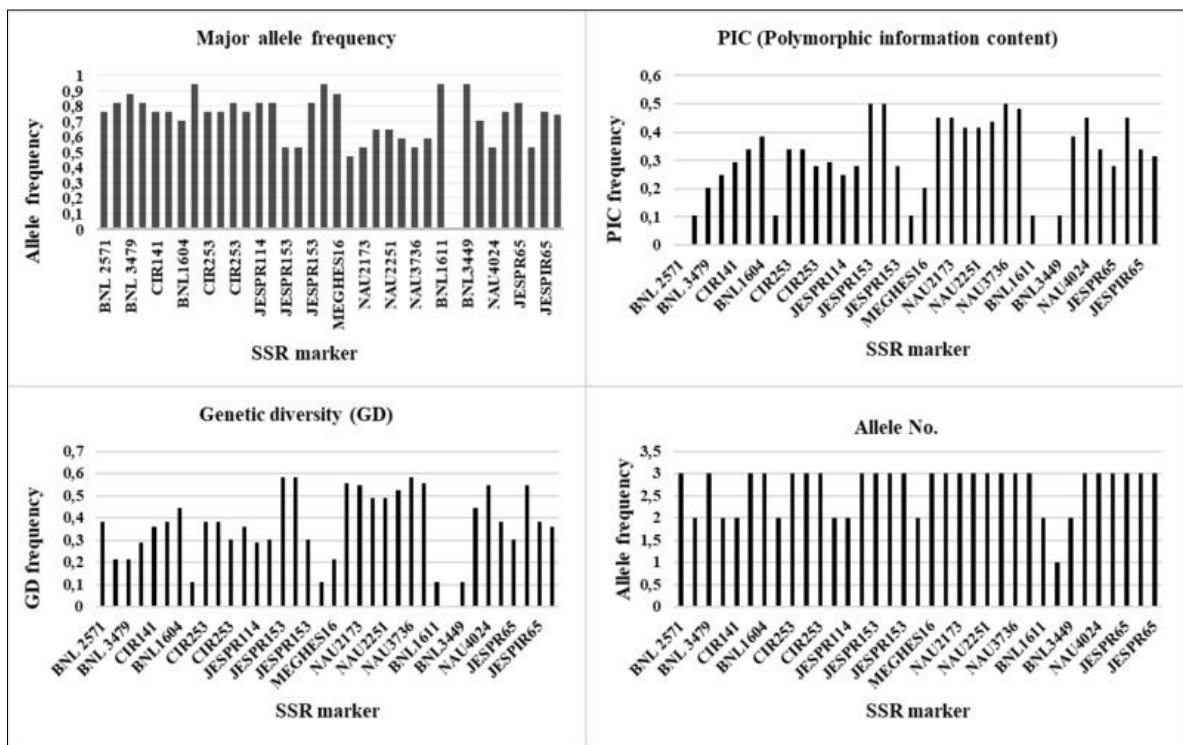 Major allele frequency
Allele frequency
1
0,9
0,8
0,7
0,6
0,5
0,4
0,3
0,2
0,1
0
BNL 2571
BNL 3479
CIR141
BNL1604
CIR253
CIR253
JESPR114
JESPR153
JESPR153
MEGHES16
NAU2173
NAU2251
NAU3736
BNL1611
BNL3449
NAU4024
JESPR65
JESPIR65
SSR marker
PIC (Polymorphic information content)
PIC frequency
0,6
0,5
0,4
0,3
0,2
0,1
0
BNL 2571
BNL 3479
CIR141
BNL1604
CIR253
CIR253
JESPR114
JESPR153
JESPR153
MEGHES16
NAU2173
NAU2251
NAU3736
BNL1611
BNL3449
NAU4024
JESPR65
JESPIR65
SSR marker
Genetic diversity (GD)
GD frequency
0,7
0,6
0,5
0,4
0,3
0,2
0,1
0
BNL 2571
BNL 3479
CIR141
BNL1604
CIR253
CIR253
JESPR114
JESPR153
JESPR153
MEGHES16
NAU2173
NAU2251
NAU3736
BNL1611
BNL3449
NAU4024
JESPR65
JESPIR65
SSR marker
Allele No.
Allele frequency
3,5
3
2,5
2
1,5
1
0,5
0
BNL 2571
BNL 3479
CIR141
BNL1604
CIR253
CIR253
JESPR114
JESPR153
JESPR153
MEGHES16
NAU2173
NAU2251
NAU3736
BNL1611
BNL3449
NAU4024
JESPR65
JESPIR65
SSR marker